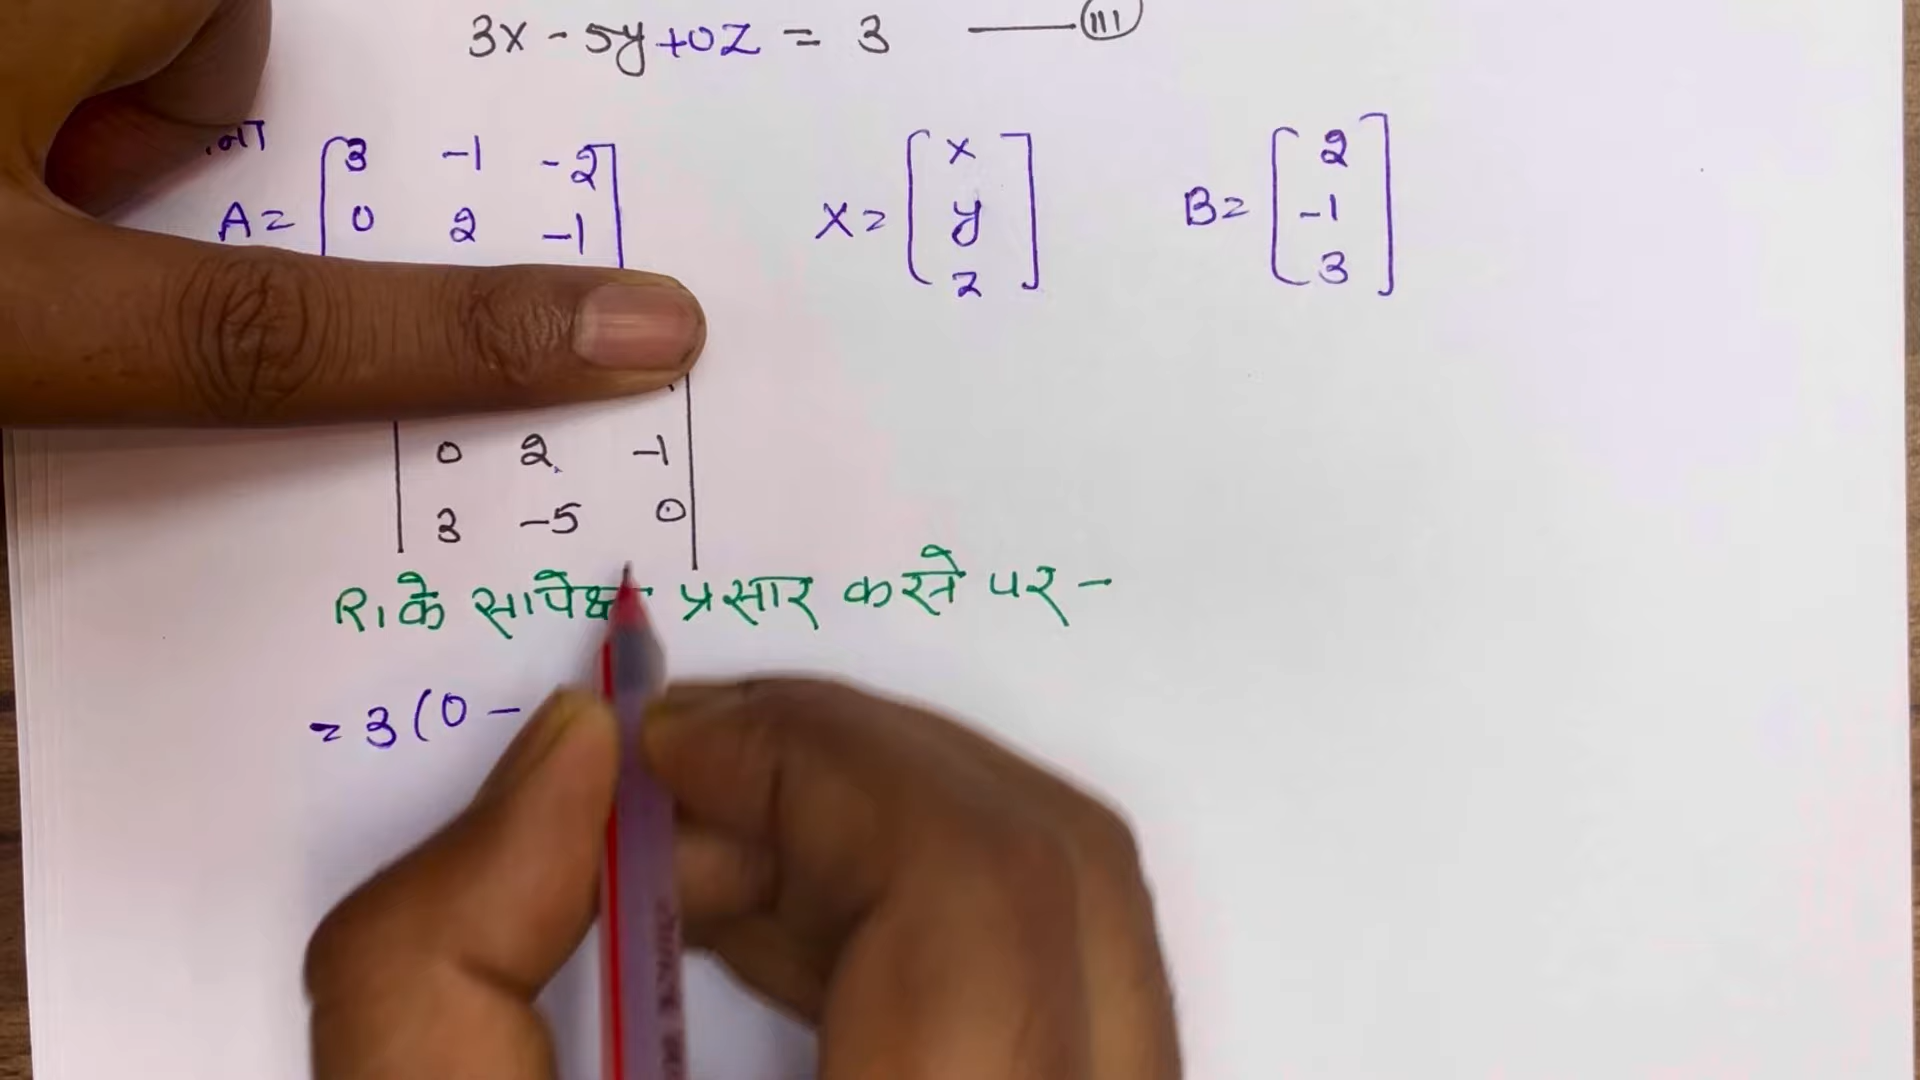 3x - 5y + 0z = 3 —— (III)
A = [ 3 -1 -2
0 2 -1 X = [ x y z ] B = [ 2 -1 3 ]
0 2 -1
3 -5 0
R₁ के सापेक्ष प्रसार करते पर -
= 3 ( 0 -